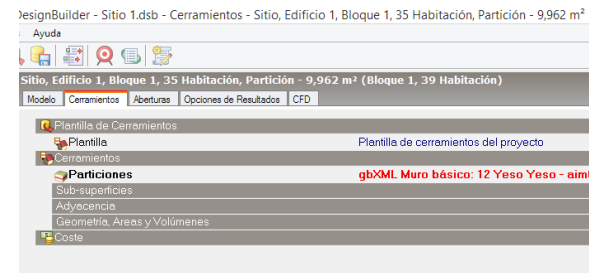 DesignBuilder - Sitio 1.dsb - Cerramientos - Sitio, Edificio 1, Bloque 1, 35 Habitación, Partición - 9,962 m²
Ayuda
Sitio, Edificio 1, Bloque 1, 35 Habitación, Partición - 9,962 m² (Bloque 1, 39 Habitación)
Modelo Cerramientos Aberturas Opciones de Resultados CFD
Plantilla de Cerramientos
Plantilla Plantilla de cerramientos del proyecto
Cerramientos
Particiones gbXML Muro básico: 12 Yeso Yeso -
Sub-superficies
Adyacencia
Geometría, Areas y Volúmenes
Coste